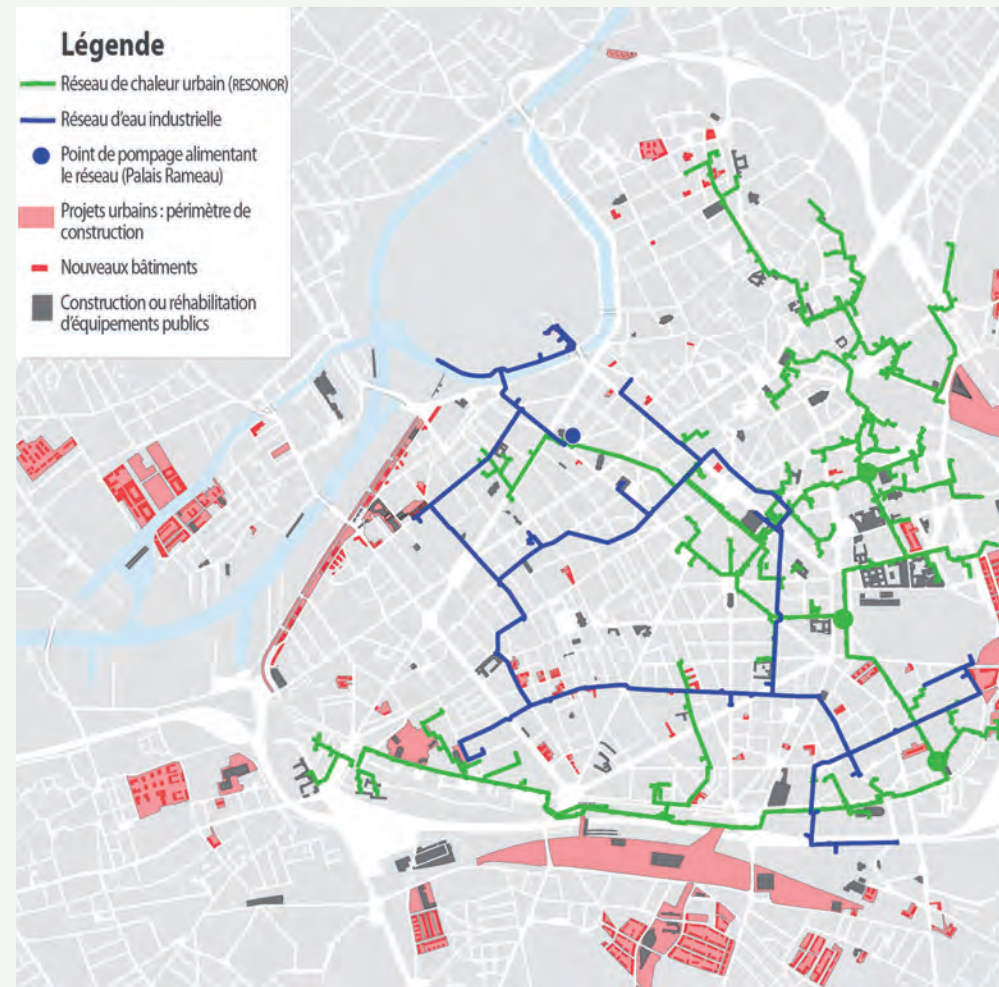 Légende
Réseau de chaleur urbain (RESONOR)
Réseau d'eau industrielle
Point de pompage alimentant
le réseau (Palais Rameau)
Projets urbains : périmètre de
construction
Nouveaux bâtiments
Construction ou réhabilitation
d'équipements publics